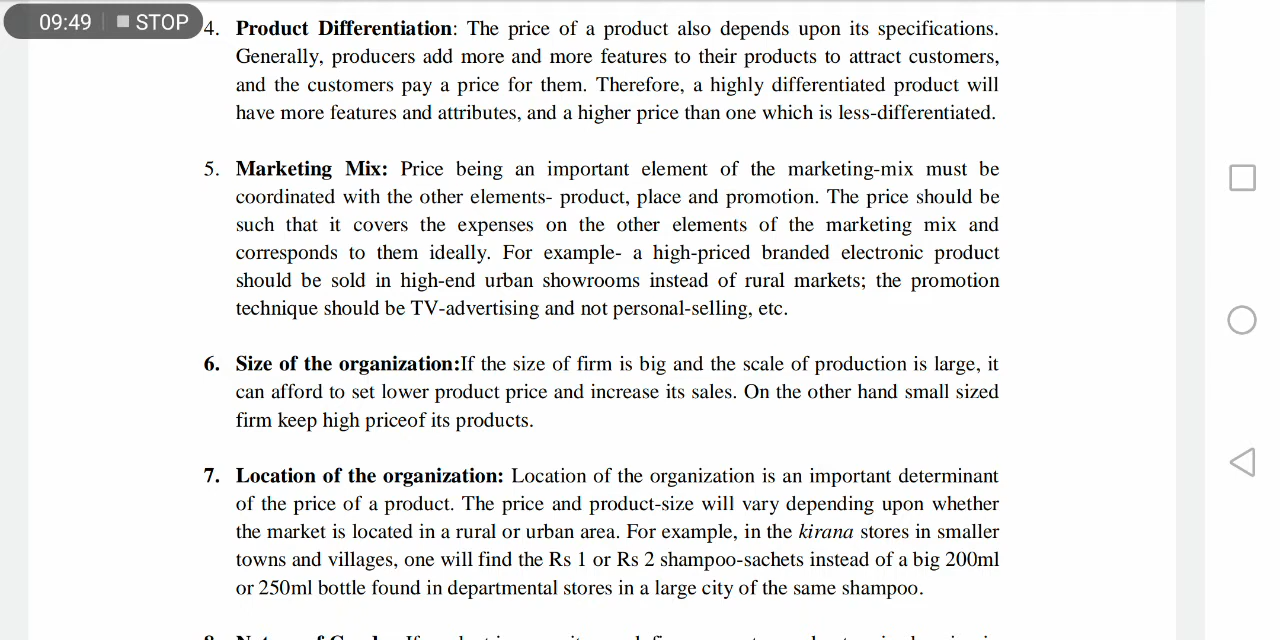 09:49 STOP
4. Product Differentiation: The price of a product also depends upon its specifications.
Generally, producers add more and more features to their products to attract customers,
and the customers pay a price for them. Therefore, a highly differentiated product will
have more features and attributes, and a higher price than one which is less-differentiated.
5. Marketing Mix: Price being an important element of the marketing-mix must be
coordinated with the other elements- product, place and promotion. The price should be
such that it covers the expenses on the other elements of the marketing mix and
corresponds to them ideally. For example- a high-priced branded electronic product
should be sold in high-end urban showrooms instead of rural markets; the promotion
technique should be TV-advertising and not personal-selling, etc.
6. Size of the organization:If the size of firm is big and the scale of production is large, it
can afford to set lower product price and increase its sales. On the other hand small sized
firm keep high priceof its products.
7. Location of the organization: Location of the organization is an important determinant
of the price of a product. The price and product-size will vary depending upon whether
the market is located in a rural or urban area. For example, in the kirana stores in smaller
towns and villages, one will find the Rs 1 or Rs 2 shampoo-sachets instead of a big 200ml
or 250ml bottle found in departmental stores in a large city of the same shampoo.